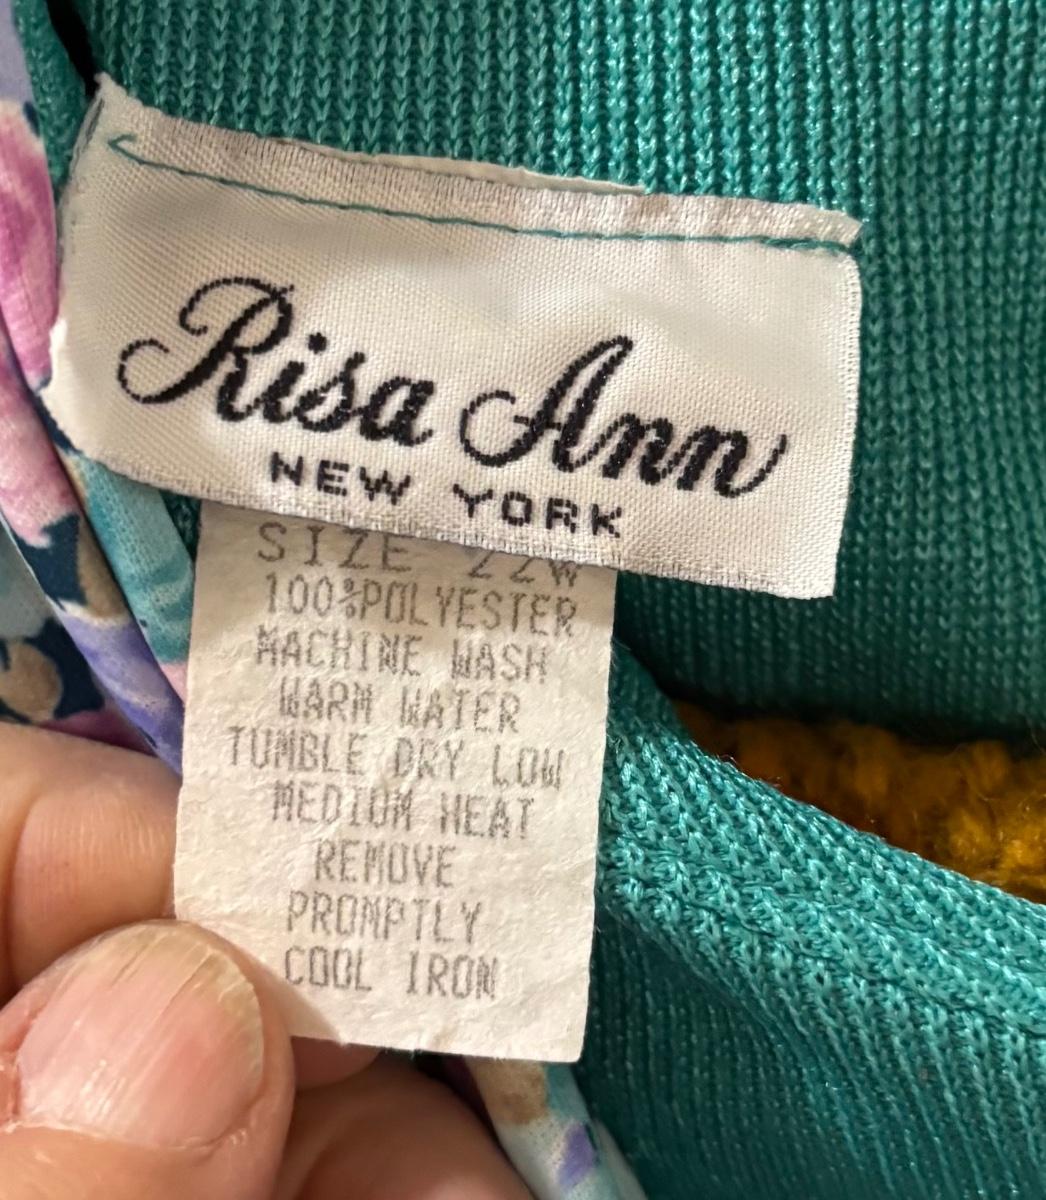 Risa Ann
NEW YORK
SIZE 22W
100%POLYESTER
MACHINE WASH
WARM WATER
TUMBLE DRY LOW
MEDIUM HEAT
REMOVE
PROMPTLY
COOL IRON